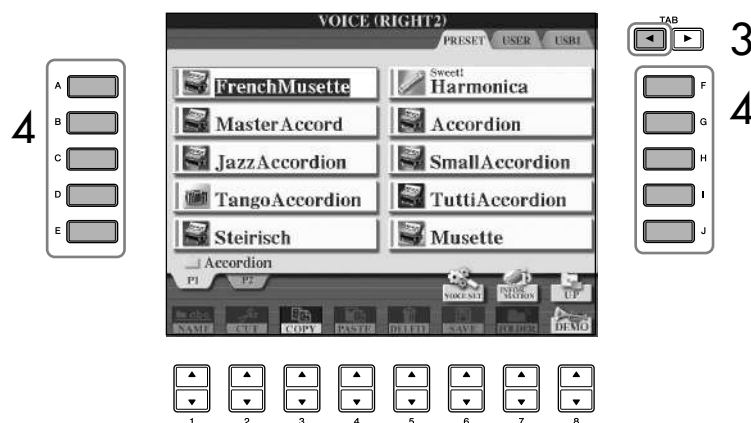 VOICE (RIGHT2)
PRESET USER USB1
TAB
3
4
A
B
C
D
E
FrenchMusette
Sweet!
Harmonica
MasterAccord
Accordion
JazzAccordion
SmallAccordion
TangoAccordion
TuttiAccordion
Steirisch
Musette
Accordion
P1 P2
VOICE SET INFORMATION UP
NAME CUT COPY PASTE DELETE SAVE FOLDER DEMO
F
G
H
I
J
4
1 2 3 4 5 6 7 8